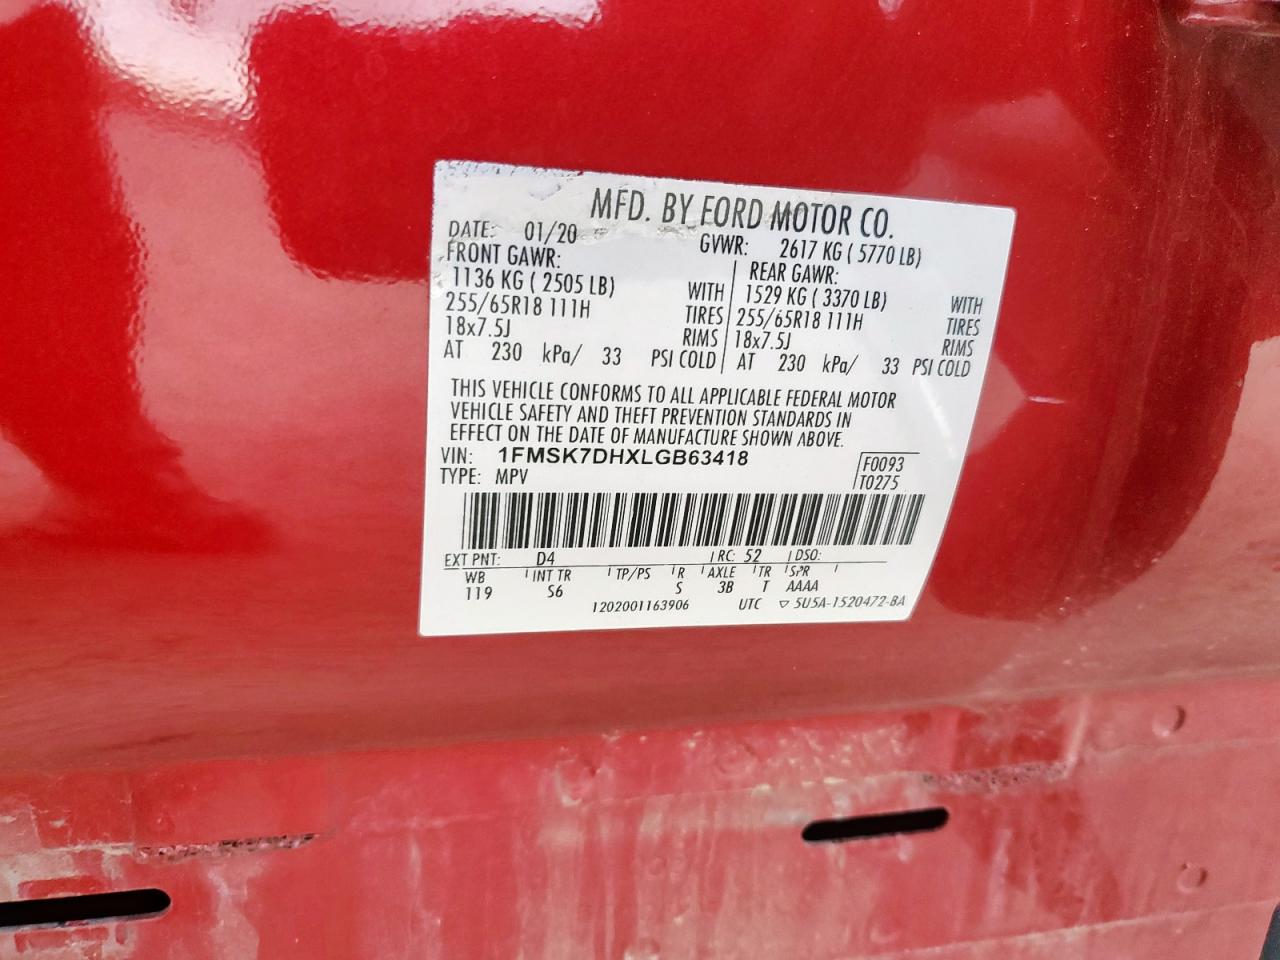 MFD. BY FORD MOTOR CO.
DATE: 01/20 GVWR: 2617 KG ( 5770 LB)
FRONT GAWR: REAR GAWR:
1136 KG ( 2505 LB) WITH 1529 KG ( 3370 LB) WITH
255/65R18 111H TIRES 255/65R18 111H TIRES
18x7.5J RIMS 18x7.5J RIMS
AT 230 kPa/ 33 PSI COLD AT 230 kPa/ 33 PSI COLD
THIS VEHICLE CONFORMS TO ALL APPLICABLE FEDERAL MOTOR
VEHICLE SAFETY AND THEFT PREVENTION STANDARDS IN
EFFECT ON THE DATE OF MANUFACTURE SHOWN ABOVE.
VIN: 1FMSK7DHXLGB63418 F0093
TYPE: MPV T0275
EXT PNT: D4 RC: 52 DSO:
WB INT TR TP/PS R AXLE TR SPR
119 S6 S 3B T AAAA
1202001163906 UTC ▽ 5U5A-1520472-BA